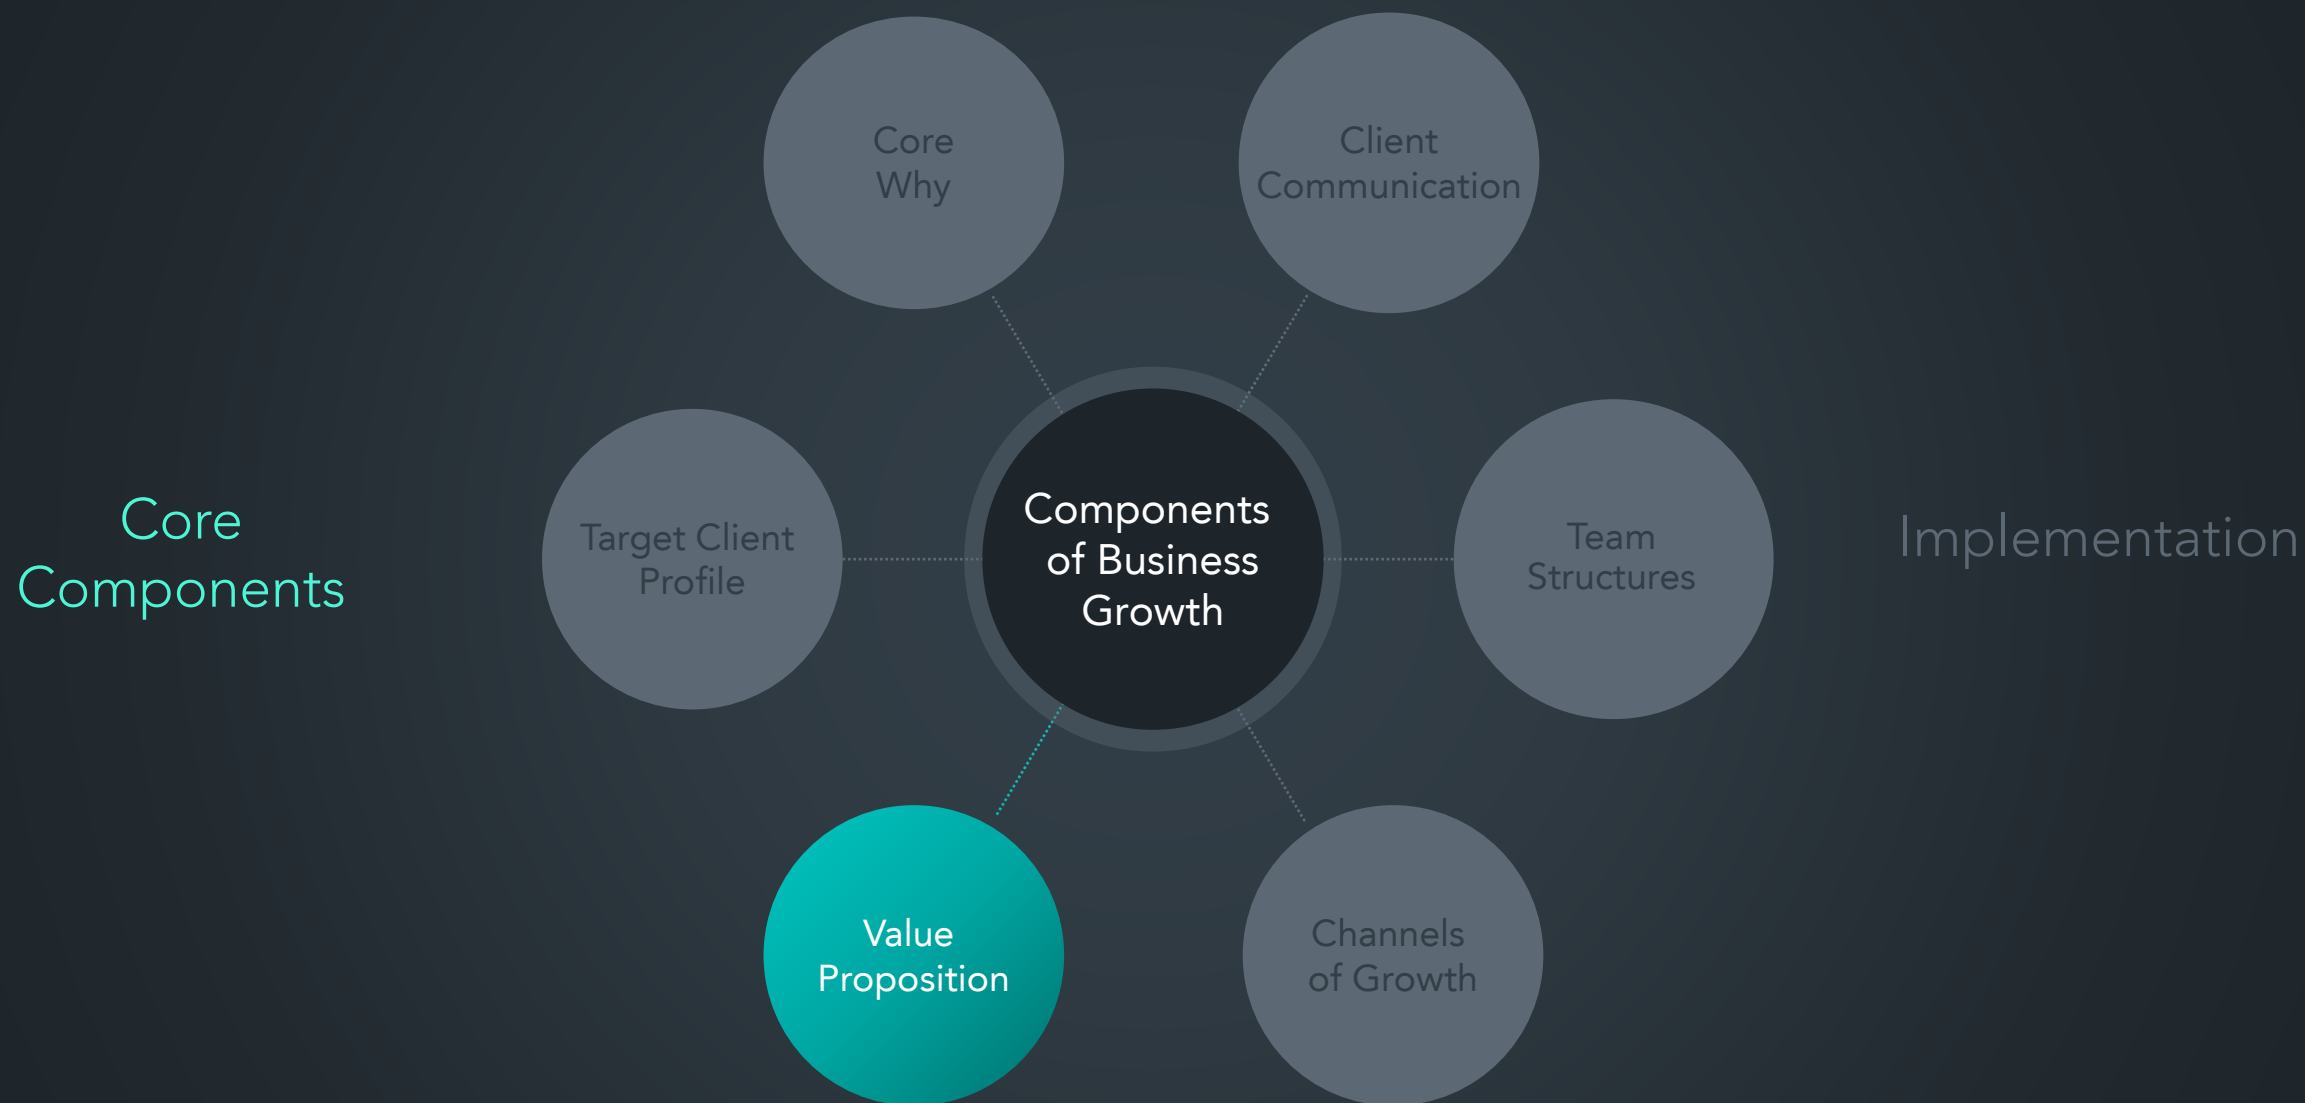 Core
Why
Client
Communication
Core
Components
Target Client
Profile
Components
of Business
Growth
Team
Structures
Implementation
Value
Proposition
Channels
of Growth